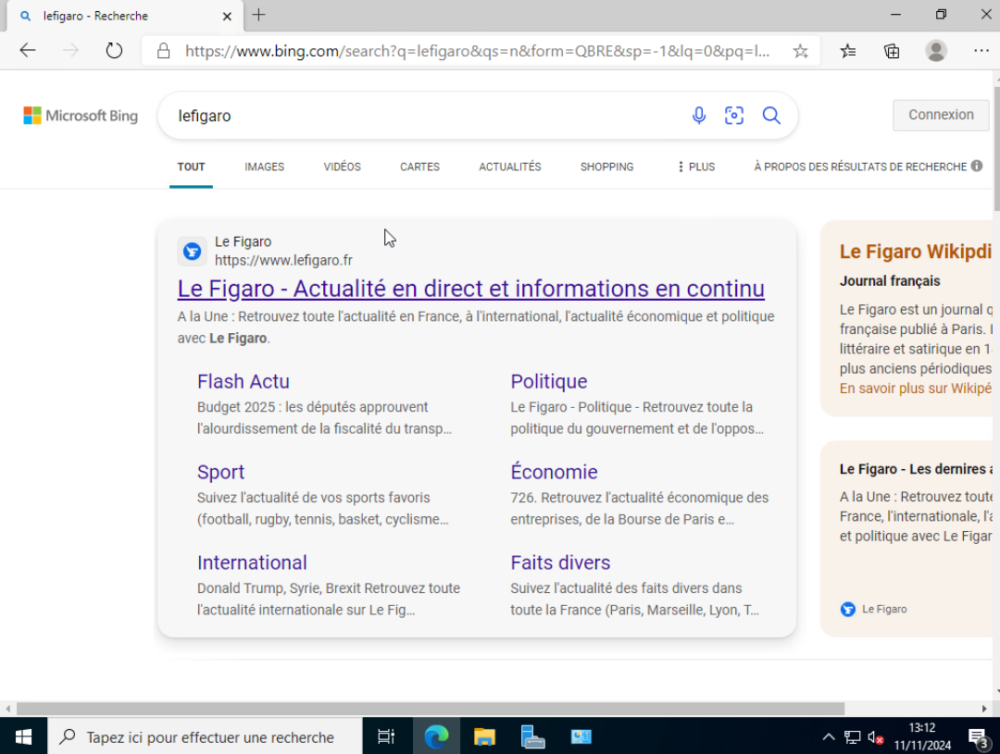 lefigaro - Recherche
https://www.bing.com/search?q=lefigaro&qs=n&form=QBRE&sp=-1&lq=0&pq=l...
Microsoft Bing
lefigaro
Connexion
TOUT IMAGES VIDÉOS CARTES ACTUALITÉS SHOPPING PLUS À PROPOS DES RÉSULTATS DE RECHERCHE
Le Figaro
https://www.lefigaro.fr
Le Figaro - Actualité en direct et informations en continu
A la Une : Retrouvez toute l'actualité en France, à l'international, l'actualité économique et politique
avec Le Figaro.
Flash Actu
Budget 2025 : les députés approuvent
l'alourdissement de la fiscalité du transp...
Politique
Le Figaro - Politique - Retrouvez toute la
politique du gouvernement et de l'oppos...
Sport
Suivez l'actualité de vos sports favoris
(football, rugby, tennis, basket, cyclisme...
Économie
726. Retrouvez l'actualité économique des
entreprises, de la Bourse de Paris e...
International
Donald Trump, Syrie, Brexit Retrouvez toute
l'actualité internationale sur Le Fig...
Faits divers
Suivez l'actualité des faits divers dans
toute la France (Paris, Marseille, Lyon, T...
Le Figaro Wikipdi
Journal français
Le Figaro est un journal q
française publié à Paris.
littéraire et satirique en 1
plus anciens périodiques
En savoir plus sur Wikipé
Le Figaro - Les dernires a
A la Une : Retrouvez toute
France, l'internationale, l'a
et politique avec Le Figar
Le Figaro
Tapez ici pour effectuer une recherche
13:12
11/11/2024
3